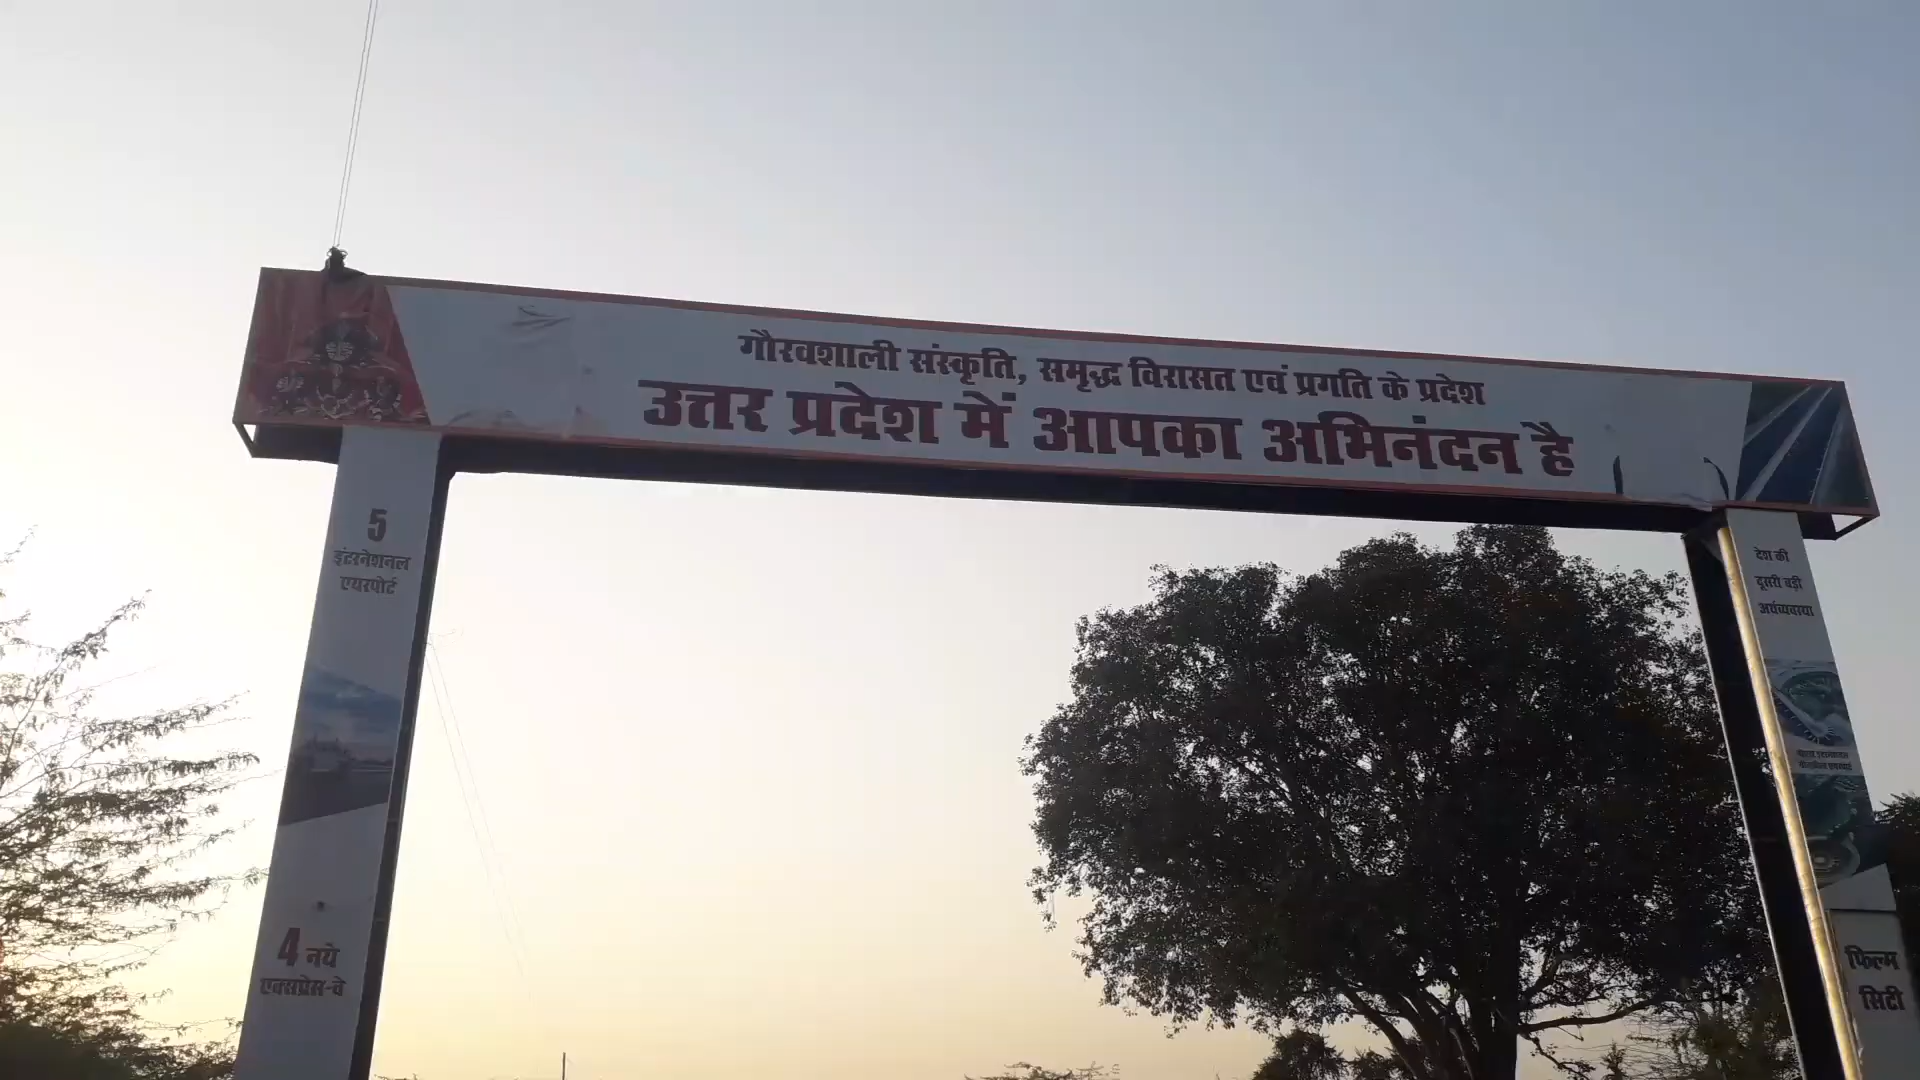 गौरवशाली संस्कृति, समृद्ध विरासत एवं प्रगति के प्रदेश
उत्तर प्रदेश में आपका अभिनंदन है
5
इंटरनेशनल
एयरपोर्ट
4 नये
एक्सप्रेस-वे
देश की
दूसरी बड़ी
अर्थव्यवस्था
फिल्म
सिटी